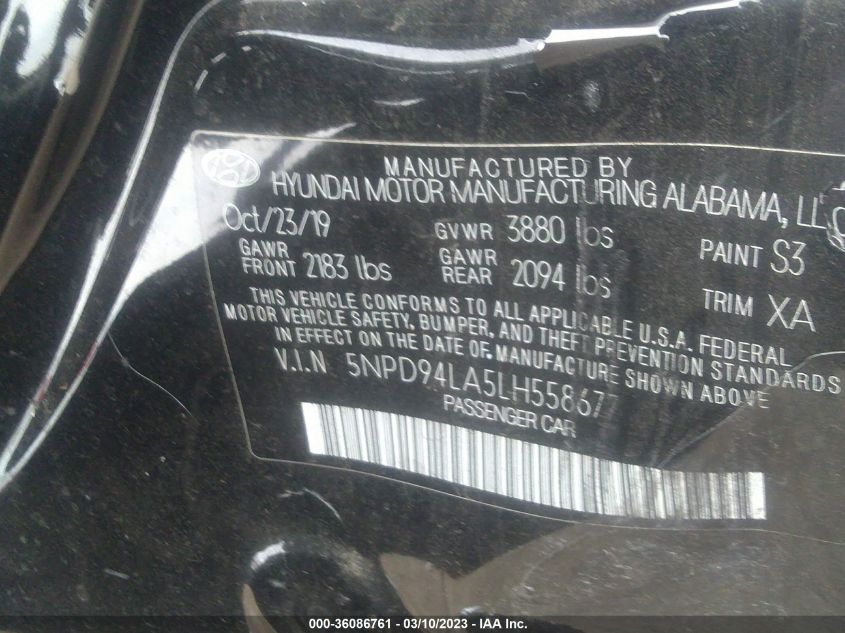 MANUFACTURED BY
HYUNDAI MOTOR MANUFACTURING ALABAMA,
Oct/23/19 GVWR 3880 lbs PAINT S3
GAWR FRONT 2183 lbs GAWR REAR 2094 lbs TRIM XA
THIS VEHICLE CONFORMS TO ALL APPLICABLE U.S.A. FEDERAL
MOTOR VEHICLE SAFETY, BUMPER, AND THEFT PREVENTION STANDARDS
IN EFFECT ON THE DATE OF MANUFACTURE SHOWN ABOVE
V.I.N 5NPD94LA5LH558677
PASSENGER CAR
000-36086761 - 03/10/2023 - IAA Inc.